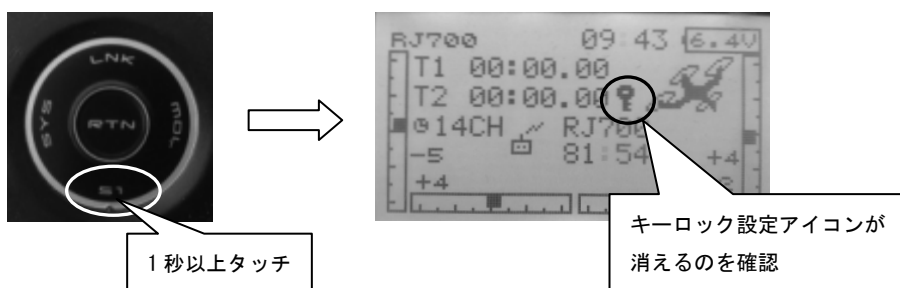 LNK
SYS
MDL
RTN
S1
RJ700 09:43 6.4V
T1 00:00.00
T2 00:00.00
14CH RJ700
81:54
-5 +4
+4
1秒以上タッチ
キーロック設定アイコンが
消えるのを確認